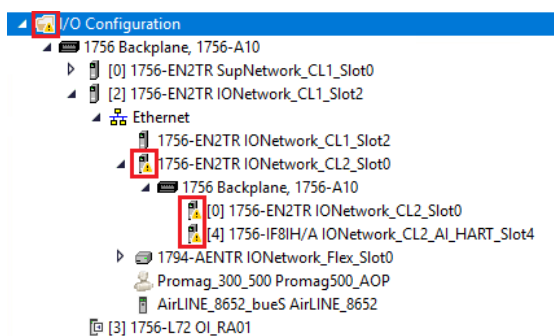 I/O Configuration
1756 Backplane, 1756-A10
[0] 1756-EN2TR SupNetwork_CL1_Slot0
[2] 1756-EN2TR IONetwork_CL1_Slot2
Ethernet
1756-EN2TR IONetwork_CL1_Slot2
1756-EN2TR IONetwork_CL2_Slot0
1756 Backplane, 1756-A10
[0] 1756-EN2TR IONetwork_CL2_Slot0
[4] 1756-IF8IH/A IONetwork_CL2_AI_HART_Slot4
1794-AENTR IONetwork_Flex_Slot0
Promag_300_500 Promag500_AOP
AirLINE_8652_bueS AirLINE_8652
[3] 1756-L72 OI_RA01